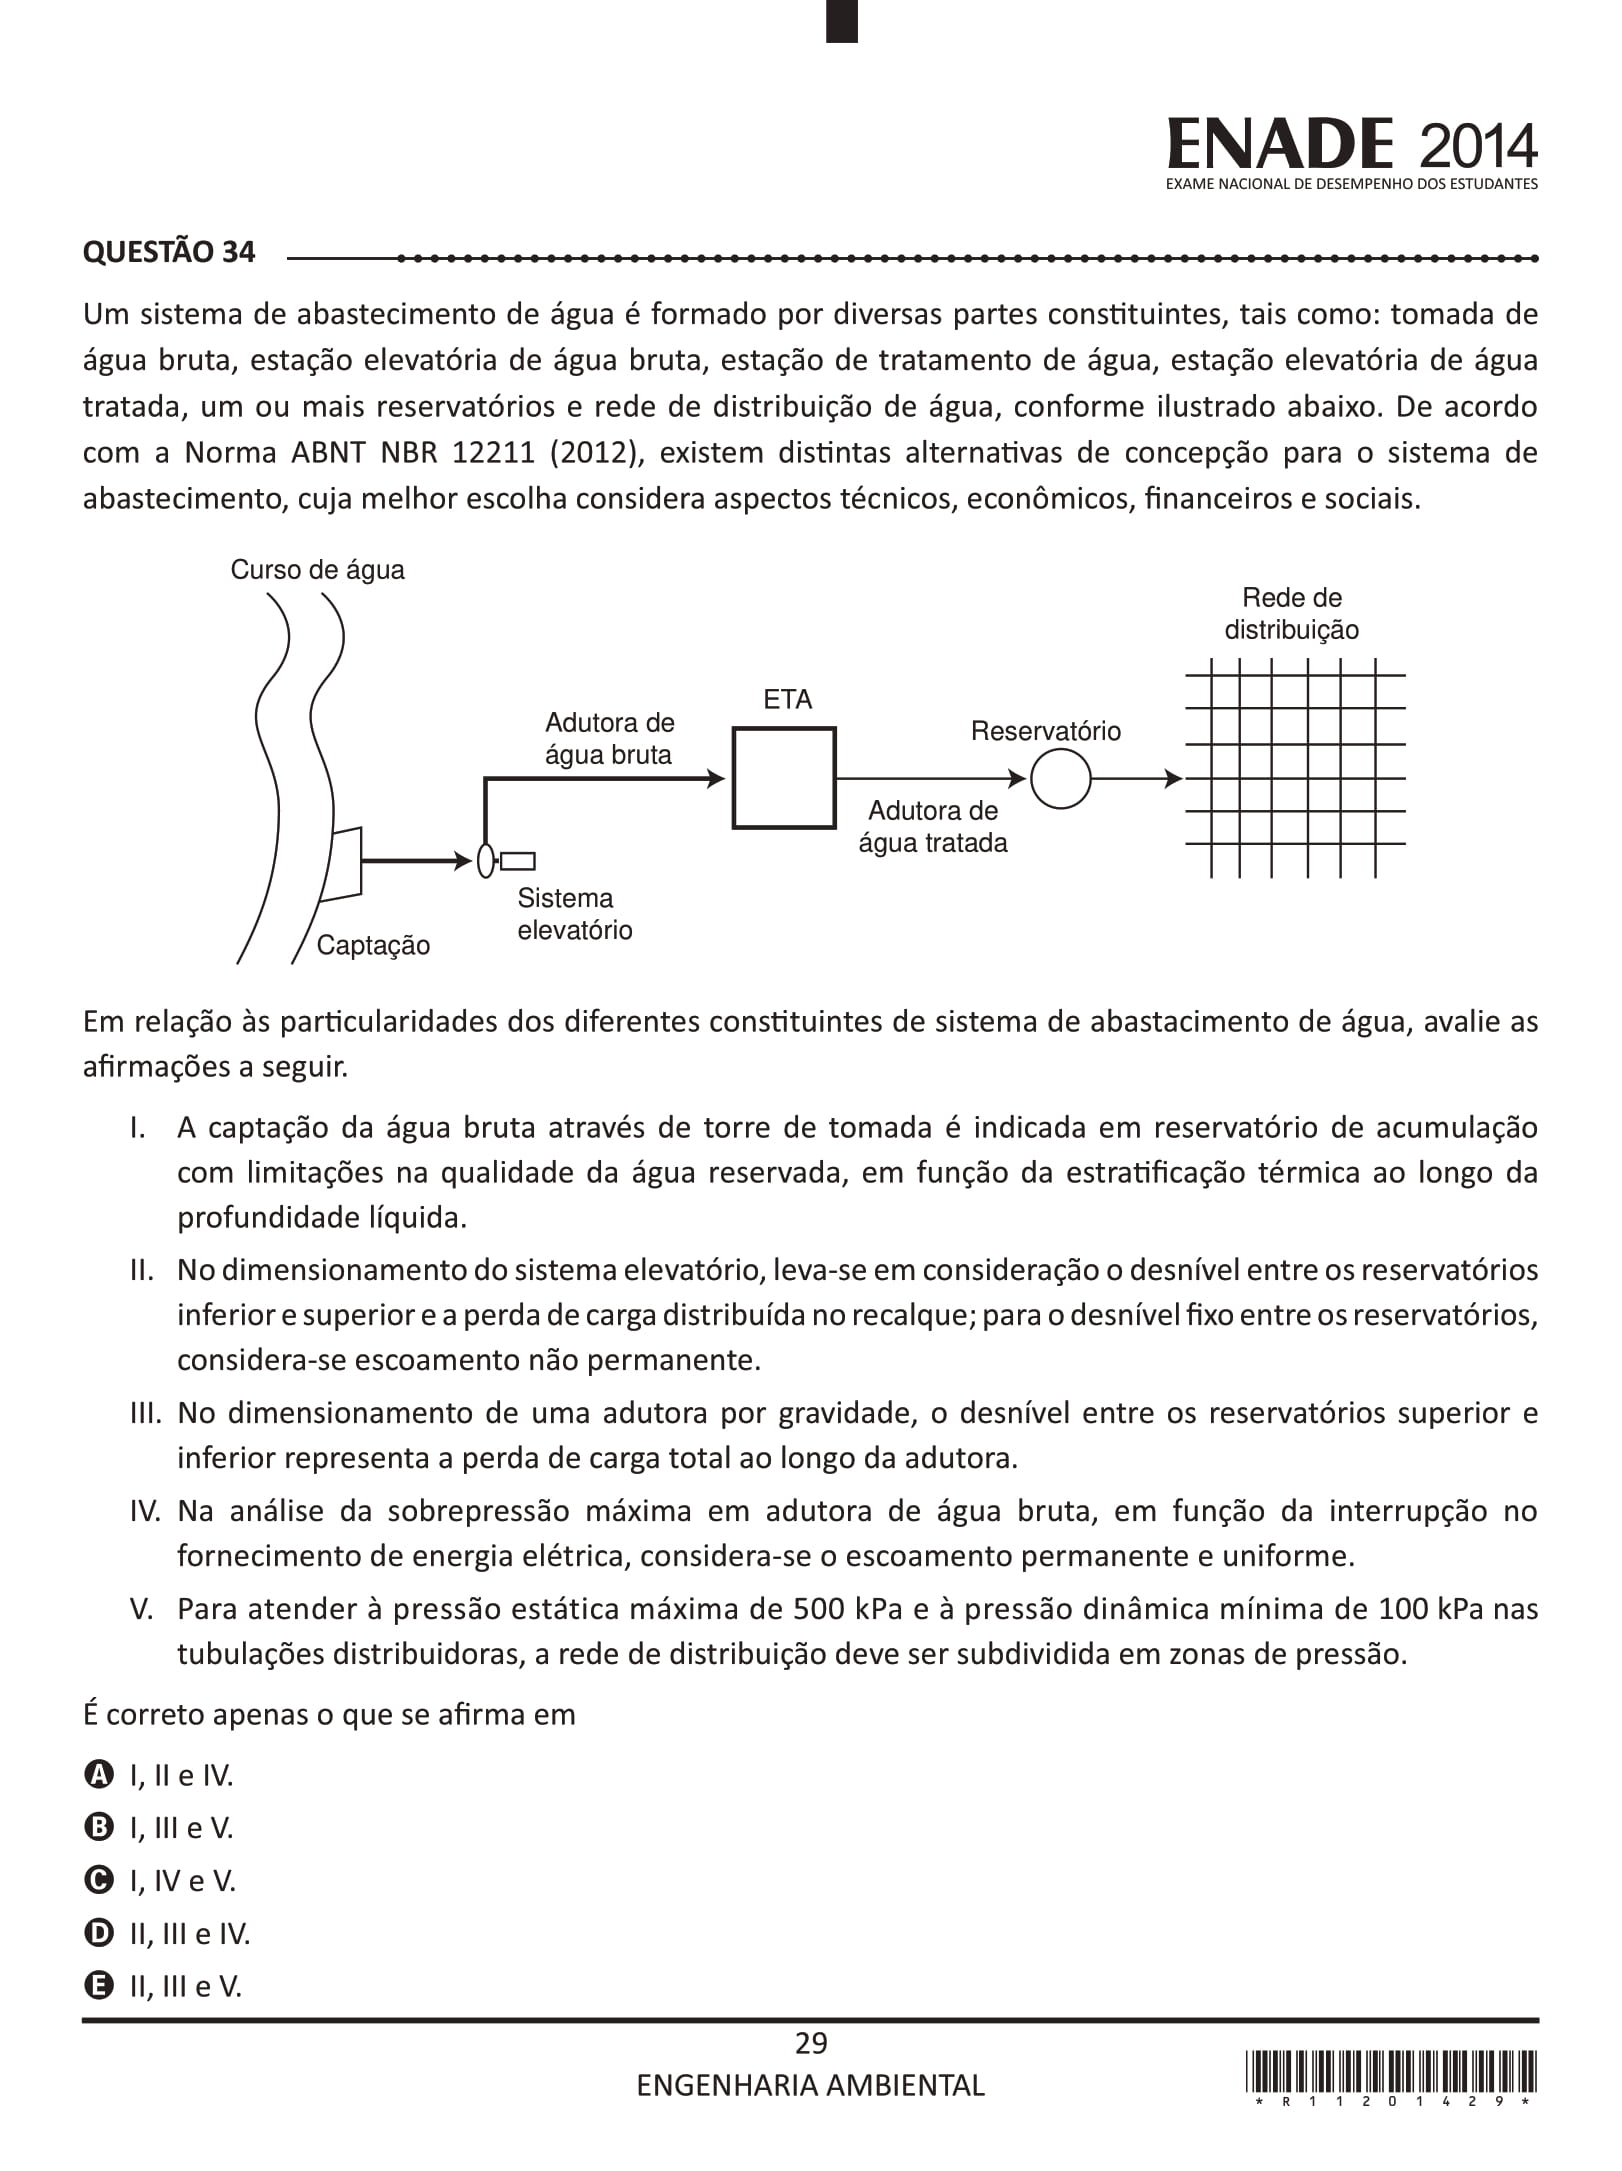 ENADE 2014
EXAME NACIONAL DE DESEMPENHO DOS ESTUDANTES
QUESTÃO 34
Um sistema de abastecimento de água é formado por diversas partes constituintes, tais como: tomada de
água bruta, estação elevatória de água bruta, estação de tratamento de água, estação elevatória de água
tratada, um ou mais reservatórios e rede de distribuição de água, conforme ilustrado abaixo. De acordo
com a Norma ABNT NBR 12211 (2012), existem distintas alternativas de concepção para o sistema de
abastecimento, cuja melhor escolha considera aspectos técnicos, econômicos, financeiros e sociais.
Curso de água
Rede de
distribuição
ETA
Adutora de
água bruta
Reservatório
Adutora de
água tratada
Sistema
elevatório
Captação
Em relação às particularidades dos diferentes constituintes de sistema de abastacimento de água, avalie as
afirmações a seguir.
I. A captação da água bruta através de torre de tomada é indicada em reservatório de acumulação
com limitações na qualidade da água reservada, em função da estratificação térmica ao longo da
profundidade líquida.
II. No dimensionamento do sistema elevatório, leva-se em consideração o desnível entre os reservatórios
inferior e superior e a perda de carga distribuída no recalque; para o desnível fixo entre os reservatórios,
considera-se escoamento não permanente.
III. No dimensionamento de uma adutora por gravidade, o desnível entre os reservatórios superior e
inferior representa a perda de carga total ao longo da adutora.
IV. Na análise da sobrepressão máxima em adutora de água bruta, em função da interrupção no
fornecimento de energia elétrica, considera-se o escoamento permanente e uniforme.
V. Para atender à pressão estática máxima de 500 kPa e à pressão dinâmica mínima de 100 kPa nas
tubulações distribuidoras, a rede de distribuição deve ser subdividida em zonas de pressão.
É correto apenas o que se afirma em
A I, II e IV.
B I, III e V.
C I, IV e V.
D II, III e IV.
E II, III e V.
29
ENGENHARIA AMBIENTAL
*R11201429*